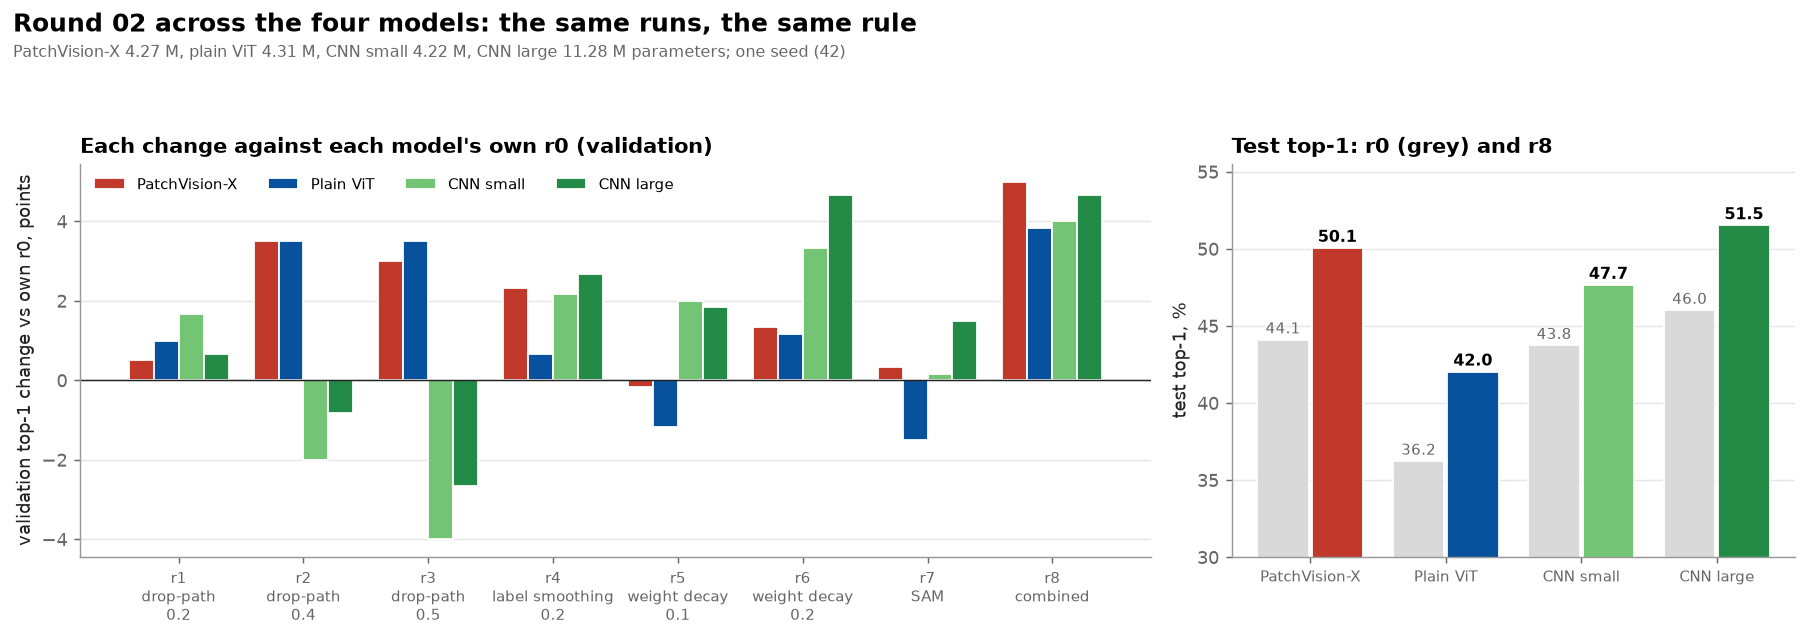 Round 02 across the four models: the same runs, the same rule
PatchVision-X 4.27 M, plain ViT 4.31 M, CNN small 4.22 M, CNN large 11.28 M parameters; one seed (42)
Each change against each model's own r0 (validation)
PatchVision-X Plain ViT CNN small CNN large
validation top-1 change vs own r0, points
4
2
0
−2
−4
r1 r2 r3 r4 r5 r6 r7 r8
drop-path drop-path drop-path label smoothing weight decay weight decay SAM combined
0.2 0.4 0.5 0.2 0.1 0.2
Test top-1: r0 (grey) and r8
test top-1, %
55
50
45
40
35
30
44.1 50.1 36.2 42.0 43.8 47.7 46.0 51.5
PatchVision-X Plain ViT CNN small CNN large